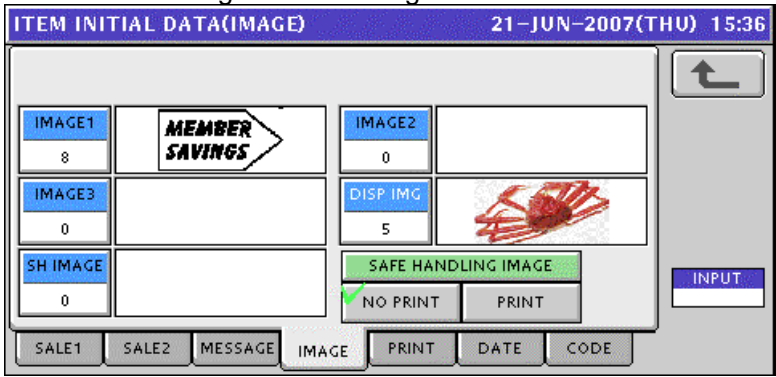 ITEM INITIAL DATA(IMAGE) 21-JUN-2007(THU) 15:36
IMAGE1
8
MEMBER
SAVINGS
IMAGE2
0
IMAGE3
0
DISP IMG
5
SH IMAGE
0
SAFE HANDLING IMAGE
NO PRINT PRINT
INPUT
SALE1 SALE2 MESSAGE IMAGE PRINT DATE CODE